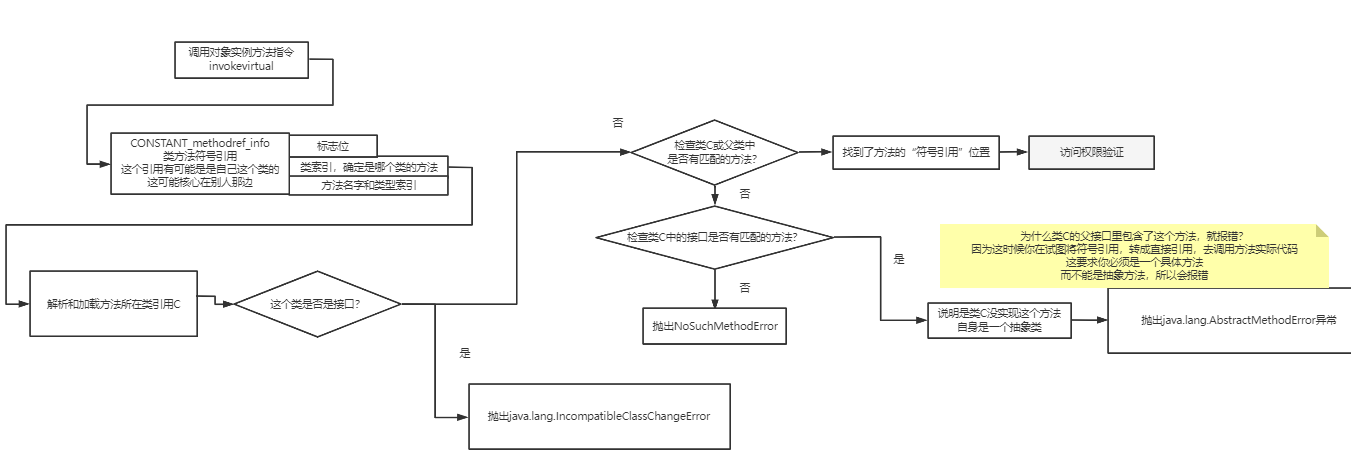 调用对象实例方法指令
invokevirtual
CONSTANT_methodref_info
类方法符号引用
这个引用有可能是是自己这个类的
这可能核心在别人那边
标志位
类索引，确定是哪个类的方法
方法名字和类型索引
解析和加载方法所在类引用C
这个类是否是接口？
是
抛出java.lang.IncompatibleClassChangeError
否
检查类C或父类中
是否有匹配的方法？
找到了方法的“符号引用”位置
访问权限验证
否
检查类C中的接口是否有匹配的方法？
否
抛出NoSuchMethodError
是
说明是类C没实现这个方法
自身是一个抽象类
为什么类C的父接口里包含了这个方法，就报错？
因为这时候你在试图将符号引用，转成直接引用，去调用方法实际代码
这要求你必须是一个具体方法
而不能是抽象方法，所以会报错
抛出java.lang.AbstractMethodError异常